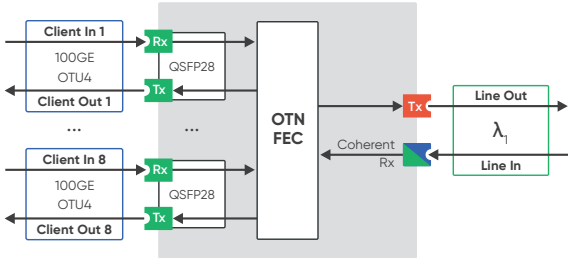 Client In 1
100GE
OTU4
Client Out 1
Rx
Tx
QSFP28
...
...
Client In 8
100GE
OTU4
Client Out 8
Rx
Tx
QSFP28
OTN
FEC
Tx
Coherent
Rx
Line Out
λ1
Line In